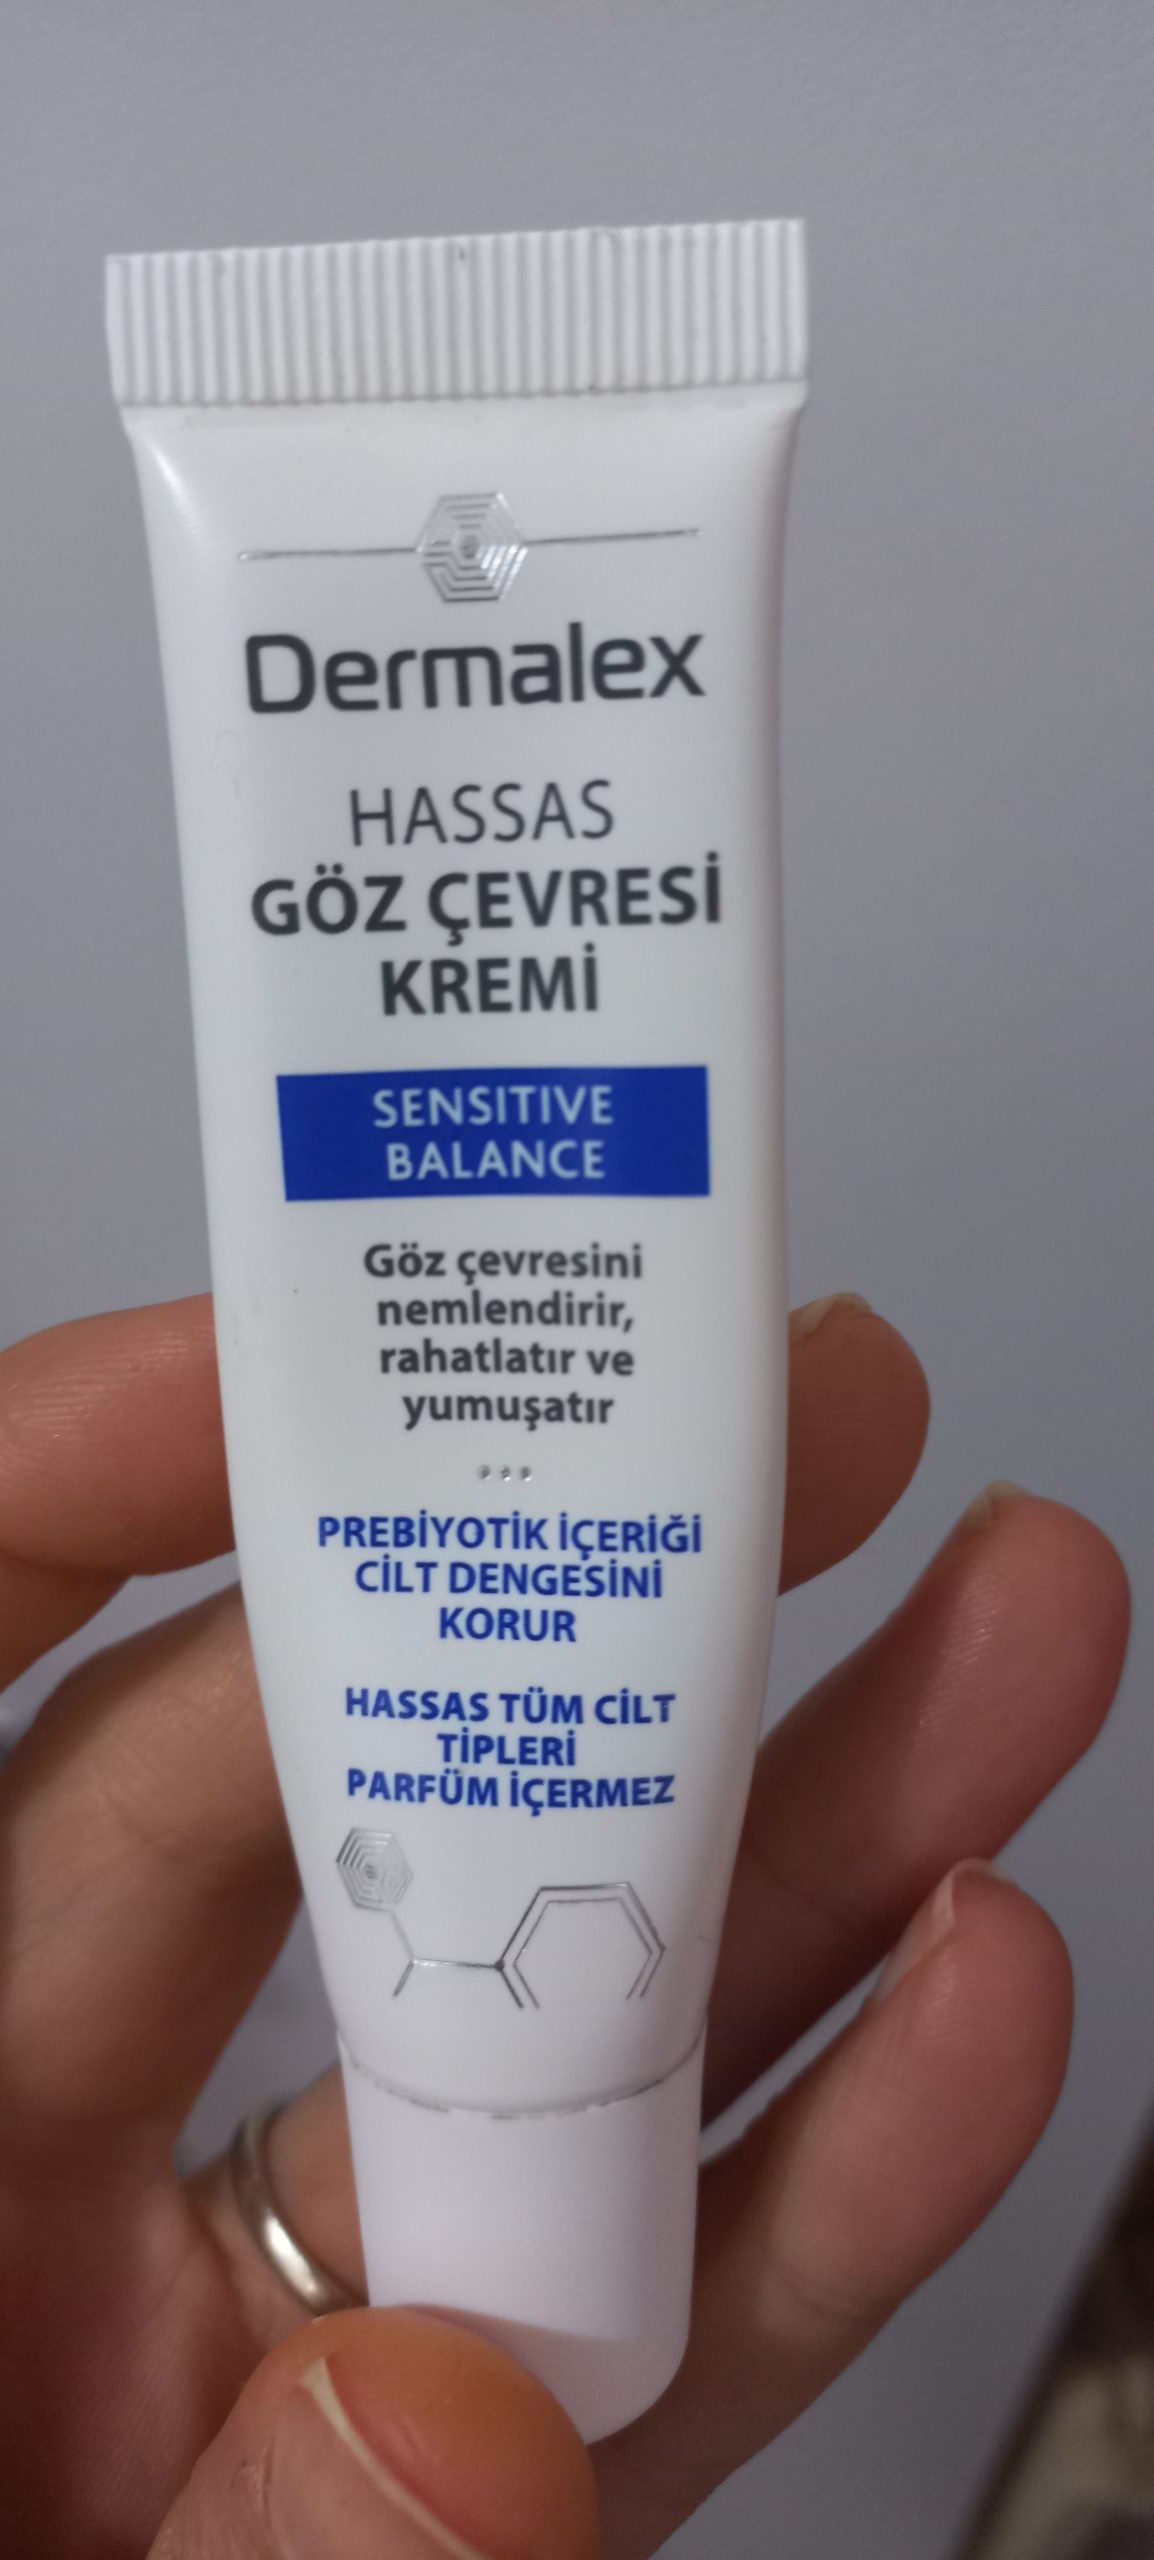 Dermalex
HASSAS
GÖZ ÇEVRESİ
KREMİ
SENSITIVE
BALANCE
Göz çevresini
nemlendirir,
rahatlatır ve
yumuşatır
PREBİYOTİK İÇERİĞİ
CİLT DENGESİNİ
KORUR
HASSAS TÜM CİLT
TİPLERİ
PARFÜM İÇERMEZ